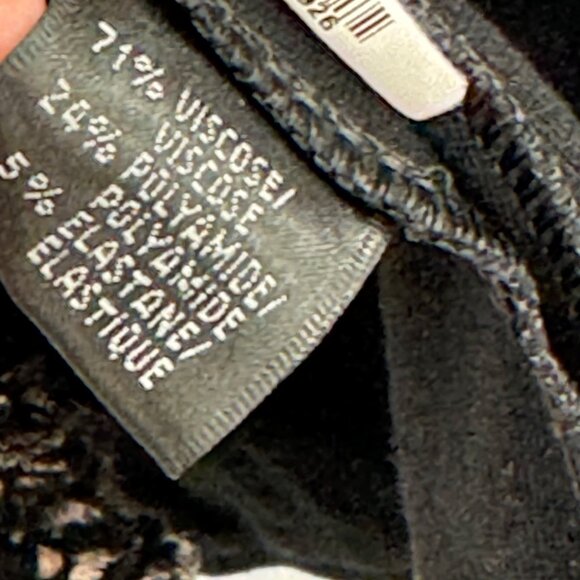 71% VISCOSE/
VISCOSE
24% POLYAMIDE/
POLYAMIDE
5% ELASTANE/
ELASTIQUE